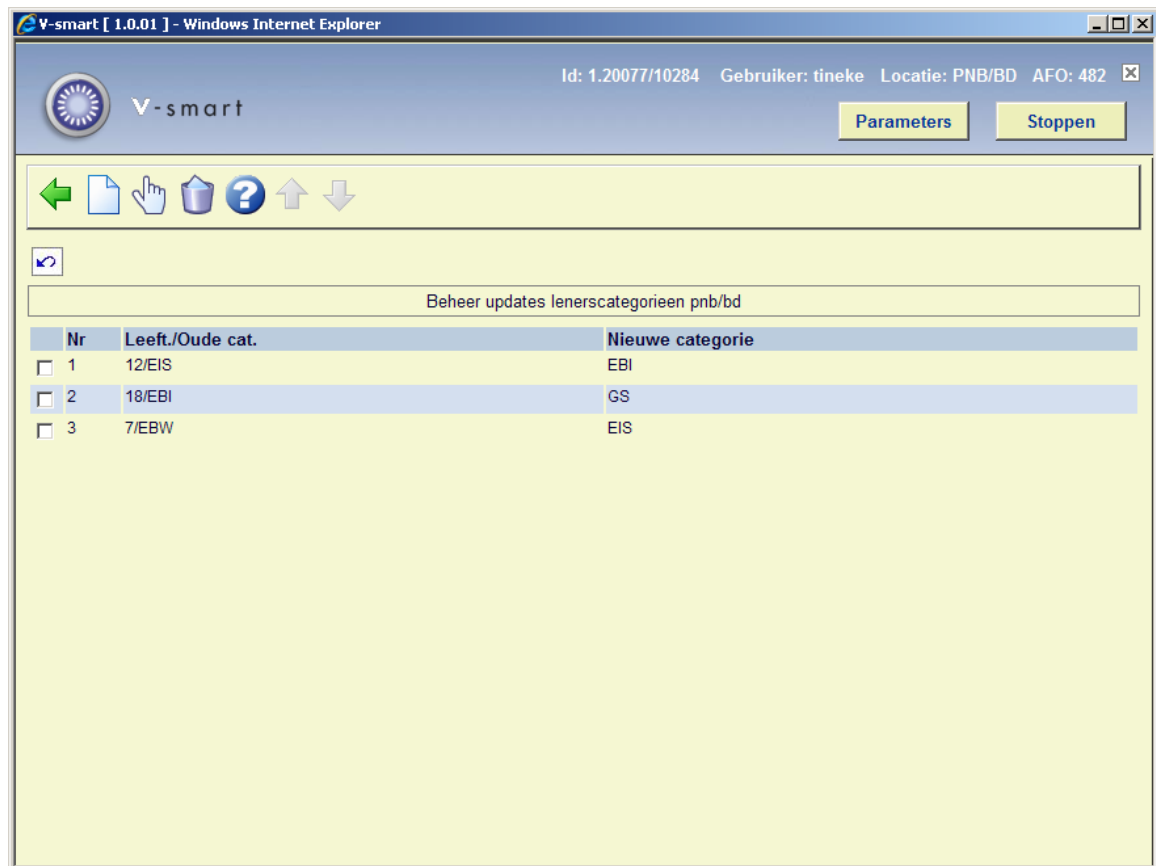 V-smart [ 1.0.01 ] - Windows Internet Explorer
Id: 1.20077/10284 Gebruiker: tineke Locatie: PNB/BD AFO: 482
V-smart
Parameters Stoppen
Beheer updates lenerscategorieen pnb/bd
Nr Leeft./Oude cat. Nieuwe categorie
1 12/EIS EBI
2 18/EBI GS
3 7/EBW EIS